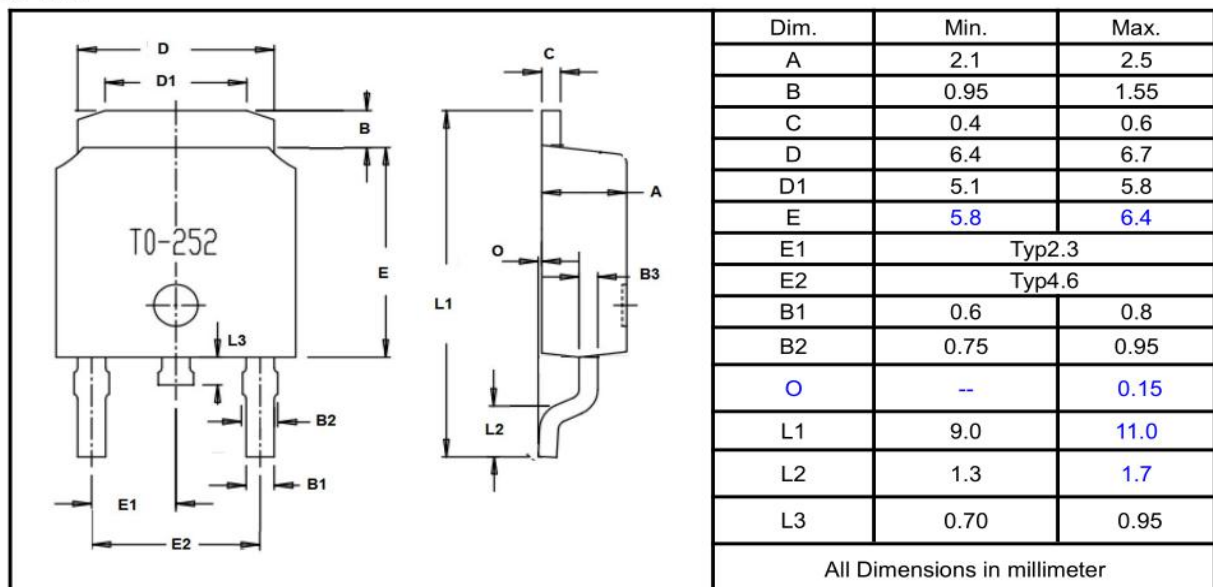 D
D1
B
TO-252
E
L3
B2
B1
E1
E2
C
A
O
B3
L1
L2
Dim. Min. Max.
A 2.1 2.5
B 0.95 1.55
C 0.4 0.6
D 6.4 6.7
D1 5.1 5.8
E 5.8 6.4
E1 Typ2.3
E2 Typ4.6
B1 0.6 0.8
B2 0.75 0.95
O -- 0.15
L1 9.0 11.0
L2 1.3 1.7
L3 0.70 0.95
All Dimensions in millimeter